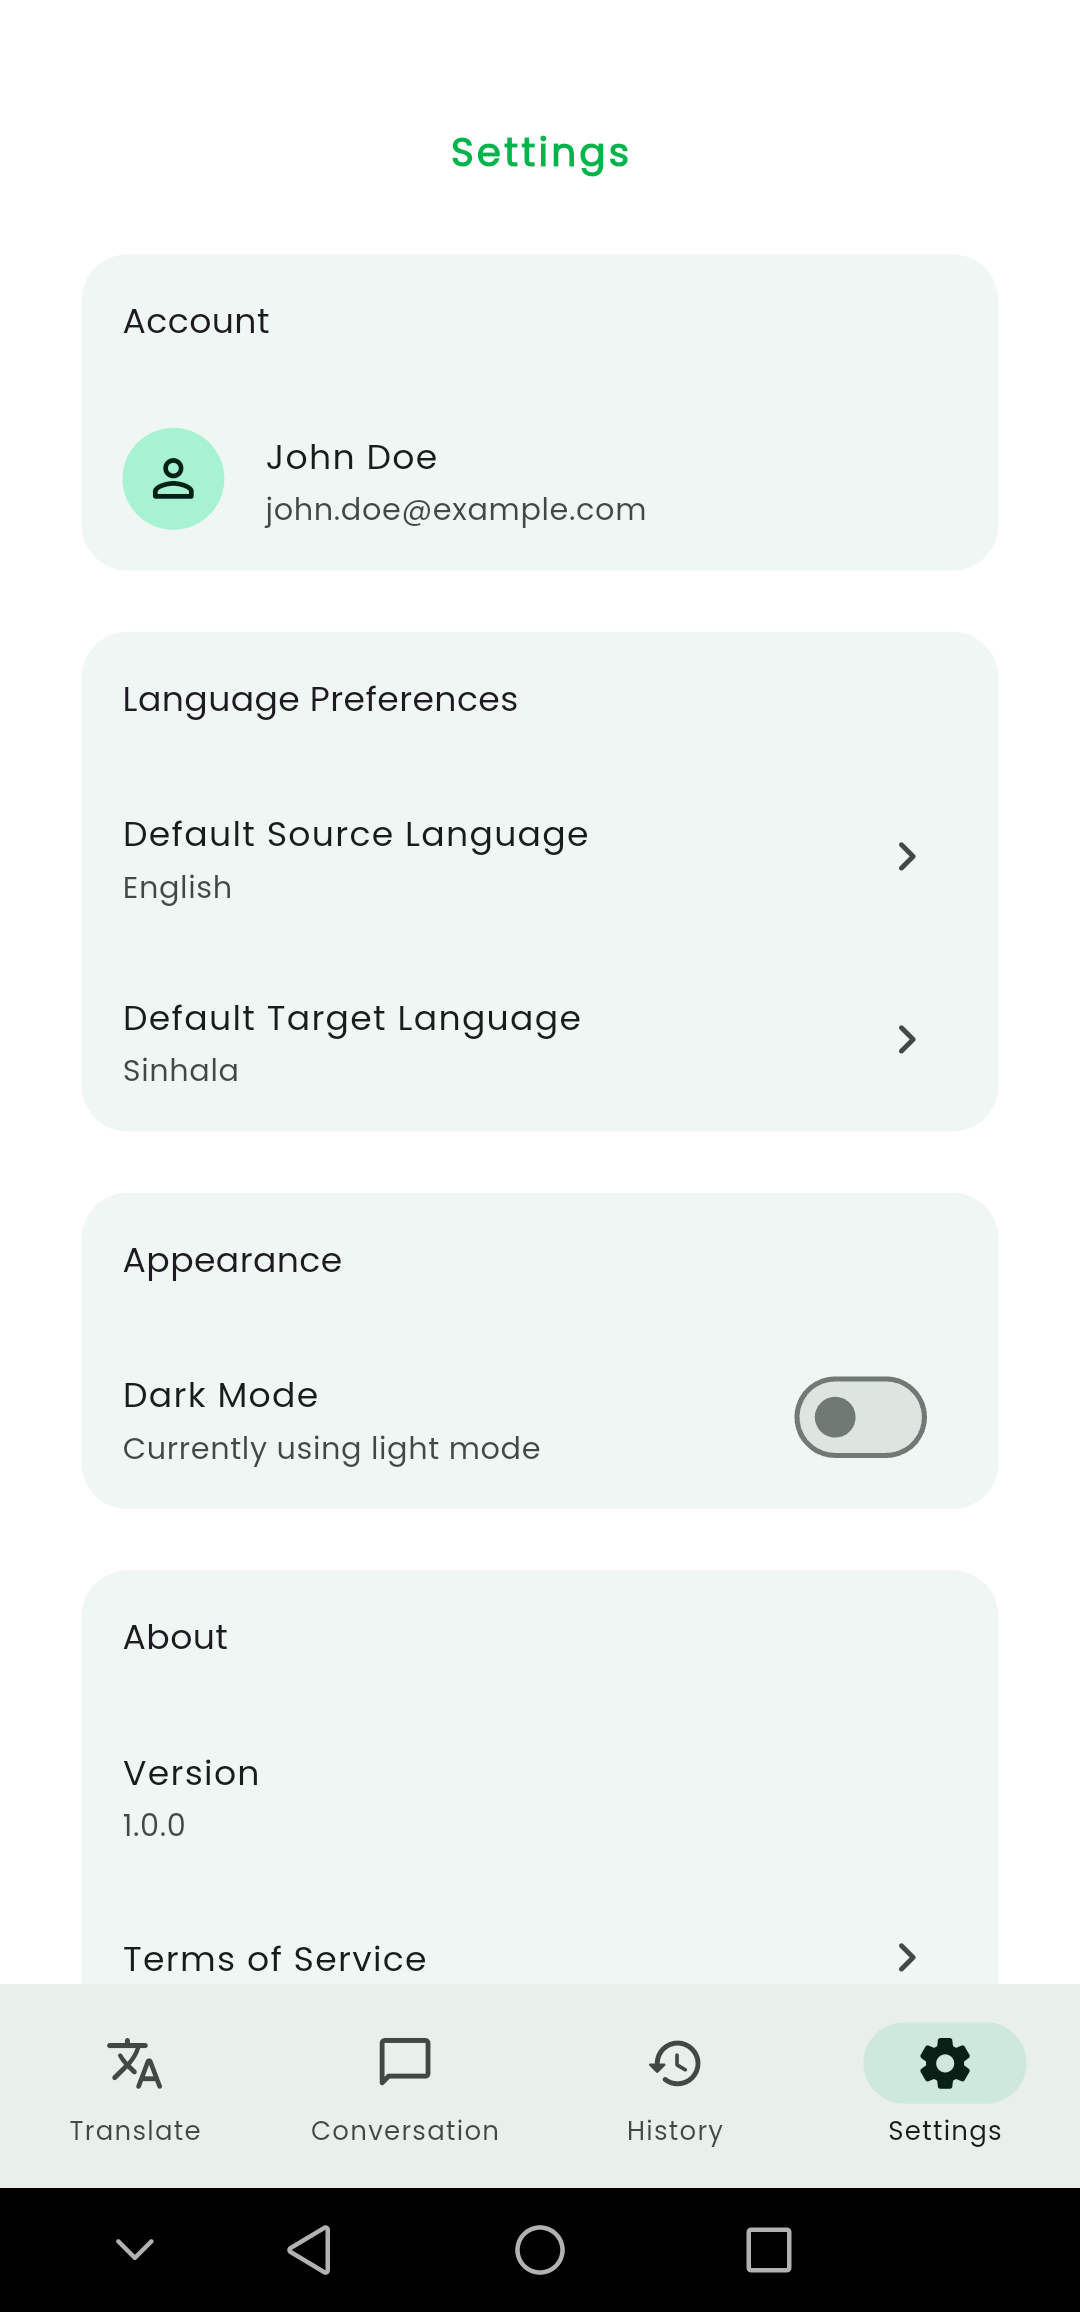 Settings
Account
John Doe
john.doe@example.com
Language Preferences
Default Source Language
English
Default Target Language
Sinhala
Appearance
Dark Mode
Currently using light mode
About
Version
1.0.0
Terms of Service
Translate
Conversation
History
Settings